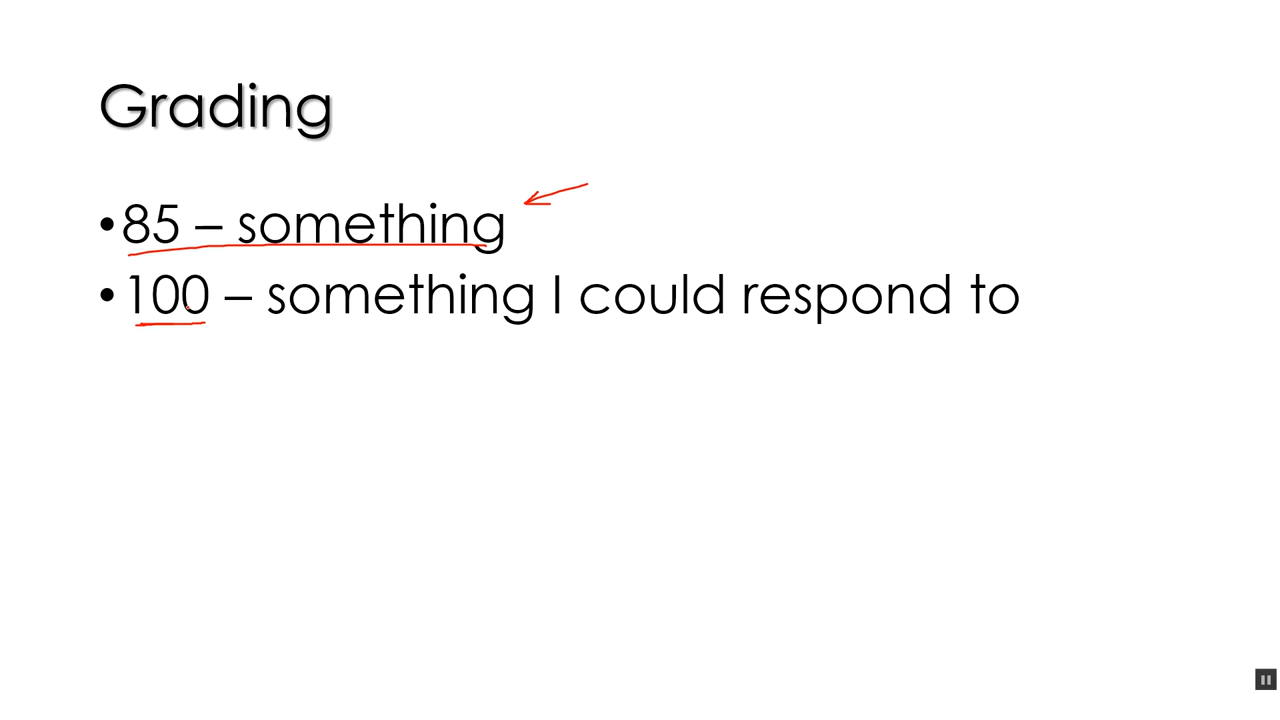 Grading
•85 – something
•100 – something I could respond to